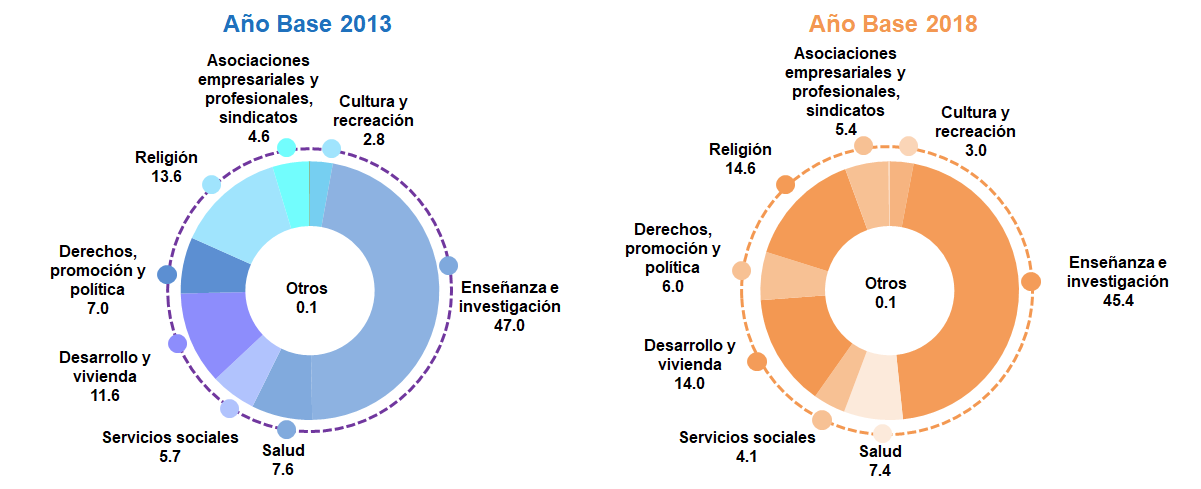 Año Base 2013
Asociaciones
empresariales y
profesionales,
sindicatos
4.6
Cultura y
recreación
2.8
Religión
13.6
Derechos,
promoción y
política
7.0
Otros
0.1
Enseñanza e
investigación
47.0
Desarrollo y
vivienda
11.6
Servicios sociales
5.7
Salud
7.6
Año Base 2018
Asociaciones
empresariales y
profesionales,
sindicatos
5.4
Cultura y
recreación
3.0
Religión
14.6
Derechos,
promoción y
política
6.0
Otros
0.1
Enseñanza e
investigación
45.4
Desarrollo y
vivienda
14.0
Servicios sociales
4.1
Salud
7.4